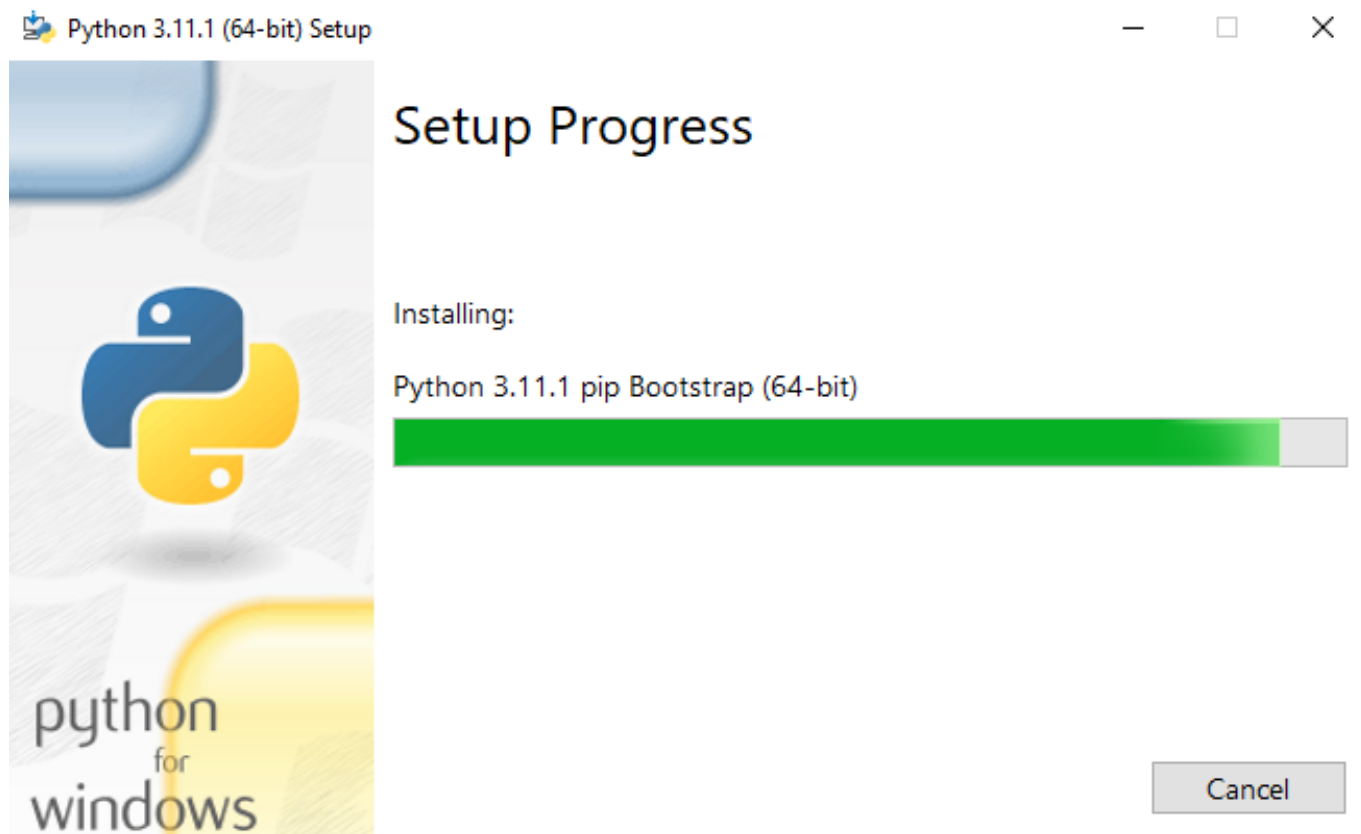 Python 3.11.1 (64-bit) Setup
Setup Progress
Installing:
Python 3.11.1 pip Bootstrap (64-bit)
python
for
windows
Cancel